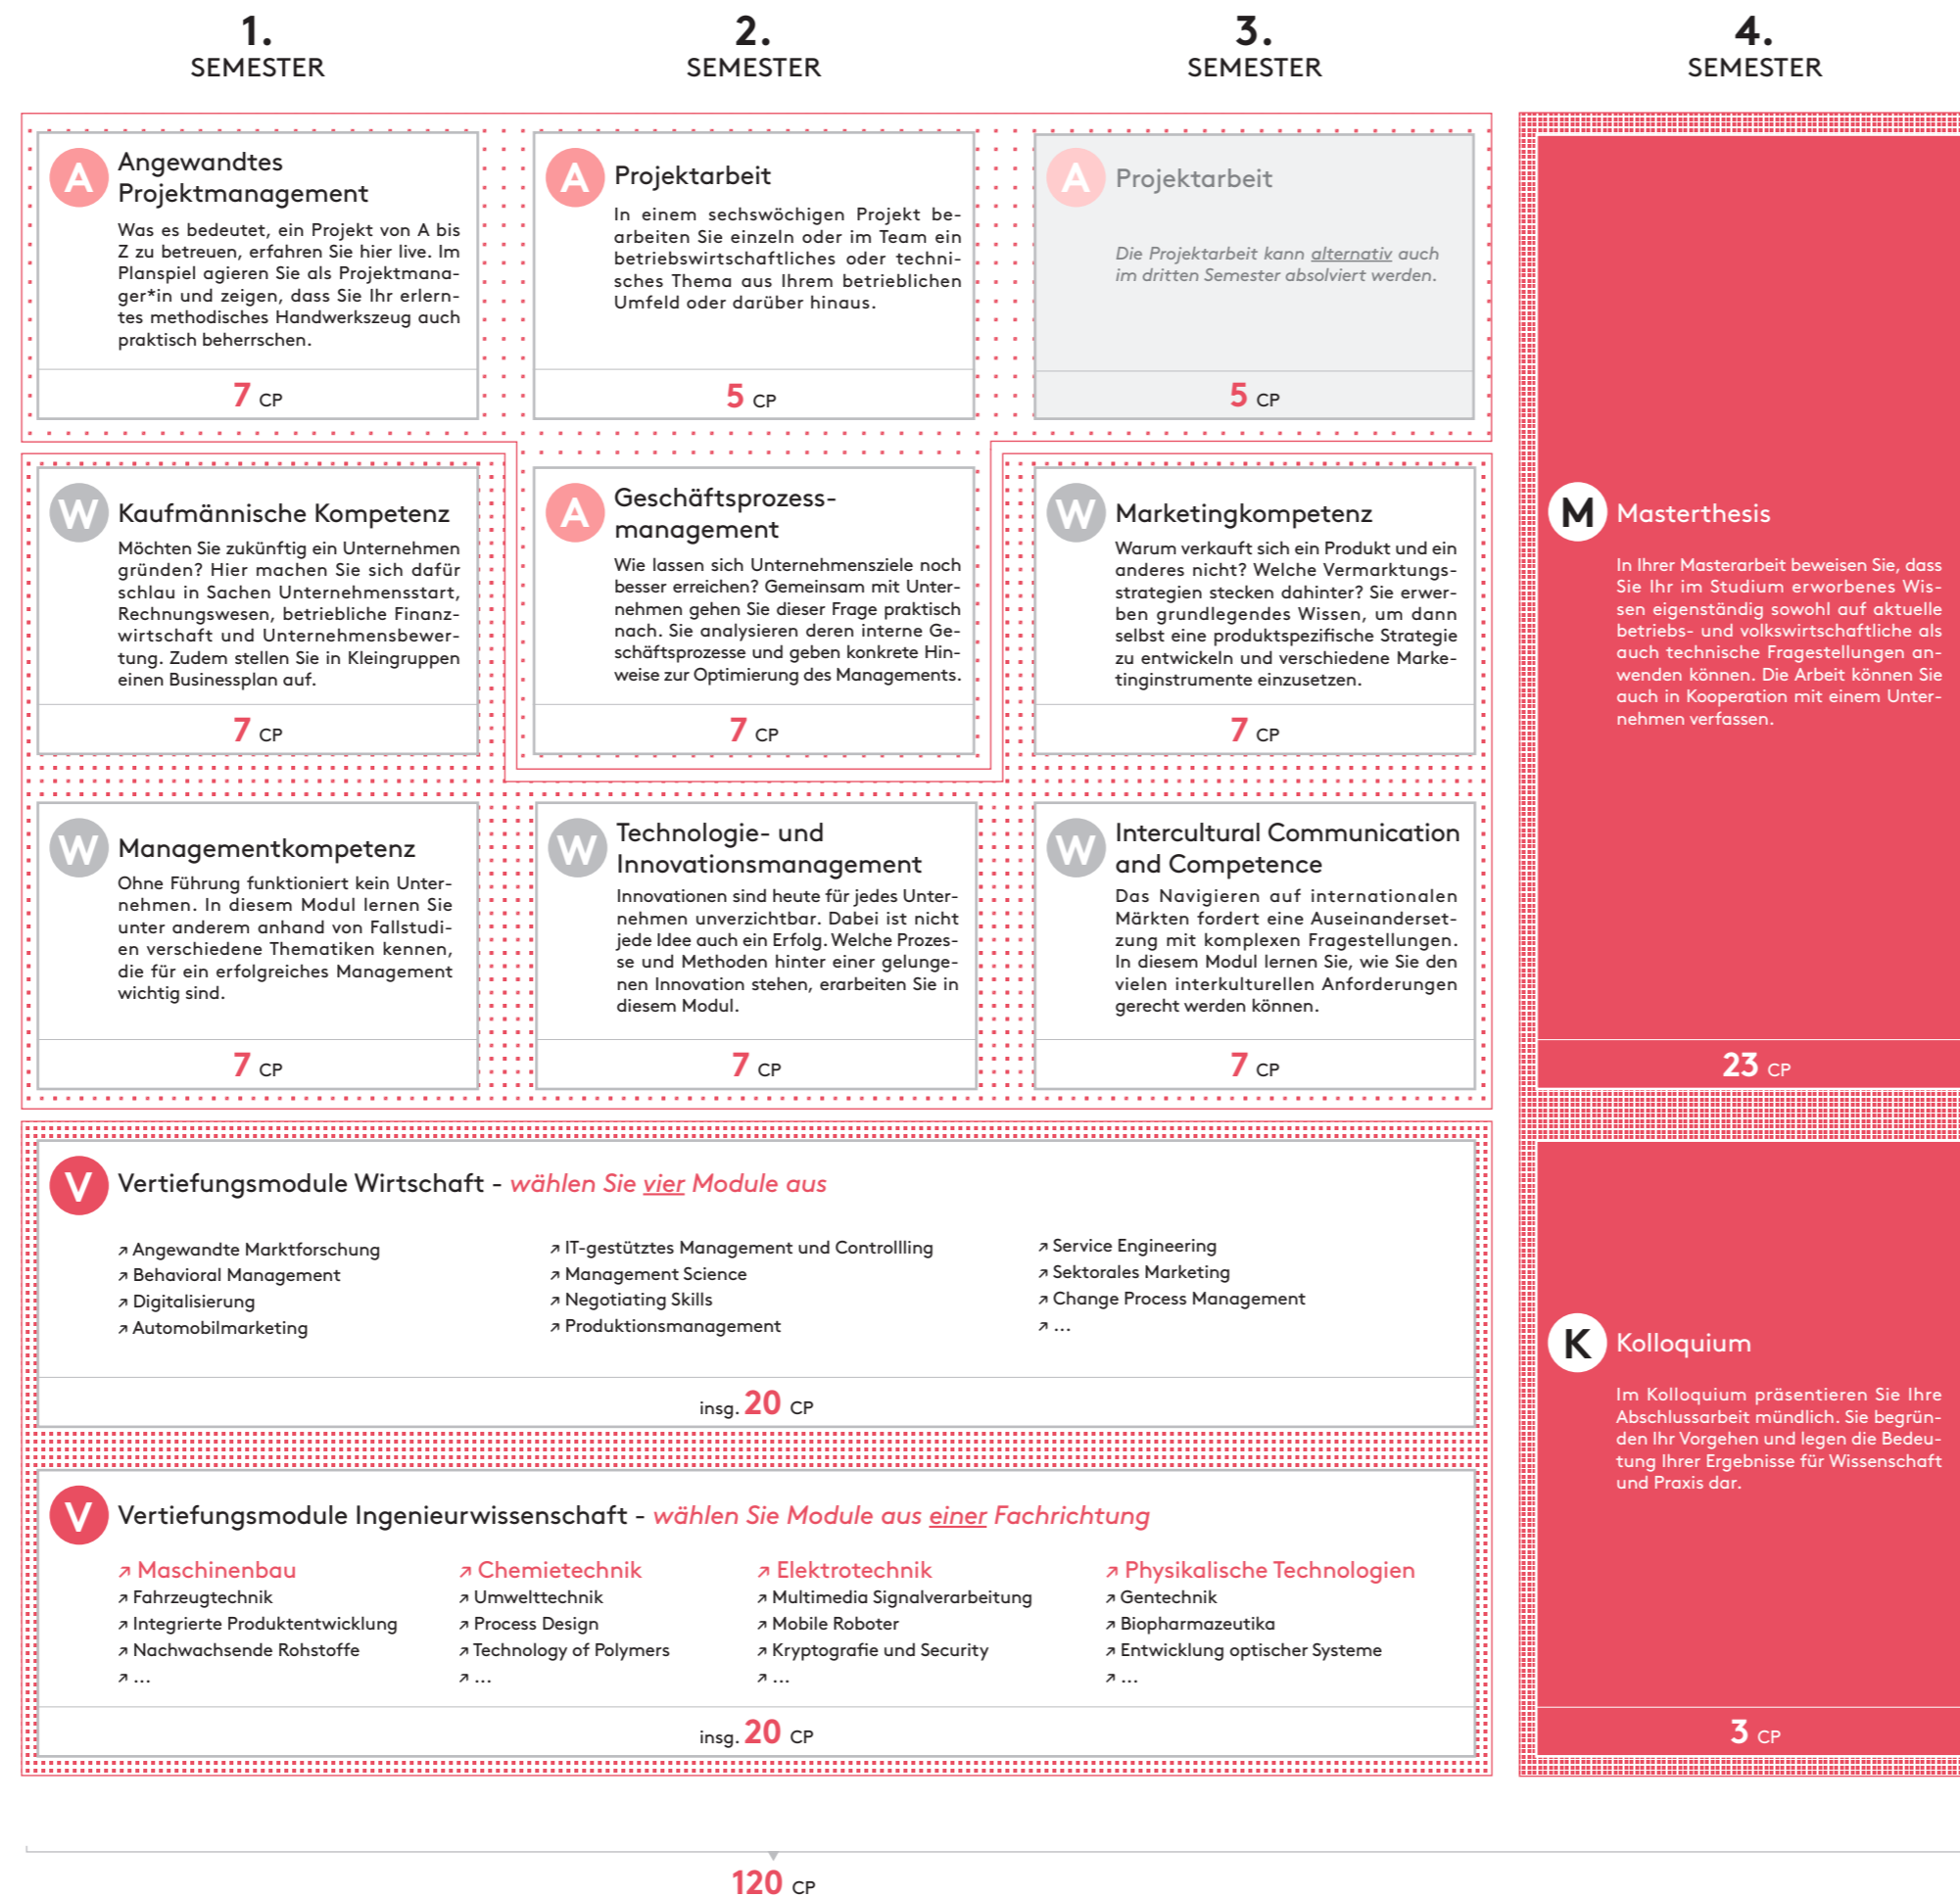 1.
SEMESTER
2.
SEMESTER
3.
SEMESTER
4.
SEMESTER
A
Angewandtes
Projektmanagement
Was es bedeutet, ein Projekt von A bis
Z zu betreuen, erfahren Sie hier live. Im
Planspiel agieren Sie als Projektmana-
ger*in und zeigen, dass Sie Ihr erlern-
tes methodisches Handwerkszeug auch
praktisch beherrschen.
7 CP
A
Projektarbeit
In einem sechswöchigen Projekt be-
arbeiten Sie einzeln oder im Team ein
betriebswirtschaftliches oder techni-
sches Thema aus Ihrem betrieblichen
Umfeld oder darüber hinaus.
5 CP
A
Projektarbeit
Die Projektarbeit kann alternativ auch
im dritten Semester absolviert werden.
5 CP
W
Kaufmännische Kompetenz
Möchten Sie zukünftig ein Unternehmen
gründen? Hier machen Sie sich dafür
schlau in Sachen Unternehmensstart,
Rechnungswesen, betriebliche Finanz-
wirtschaft und Unternehmensbewer-
tung. Zudem stellen Sie in Kleingruppen
einen Businessplan auf.
7 CP
A
Geschäftsprozess-
management
Wie lassen sich Unternehmensziele noch
besser erreichen? Gemeinsam mit Unter-
nehmen gehen Sie dieser Frage praktisch
nach. Sie analysieren deren interne Ge-
schäftsprozesse und geben konkrete Hin-
weise zur Optimierung des Managements.
7 CP
W
Marketingkompetenz
Warum verkauft sich ein Produkt und ein
anderes nicht? Welche Vermarktungs-
strategien stecken dahinter? Sie erwer-
ben grundlegendes Wissen, um dann
selbst eine produktspezifische Strategie
zu entwickeln und verschiedene Marke-
tinginstrumente einzusetzen.
7 CP
M
Masterthesis
In Ihrer Masterarbeit beweisen Sie, dass
Sie Ihr im Studium erworbenes Wis-
sen eigenständig sowohl auf aktuelle
betriebs- und volkswirtschaftliche als
auch technische Fragestellungen an-
wenden können. Die Arbeit können Sie
auch in Kooperation mit einem Unter-
nehmen verfassen.
23 CP
W
Managementkompetenz
Ohne Führung funktioniert kein Unter-
nehmen. In diesem Modul lernen Sie
unter anderem anhand von Fallstudi-
en verschiedene Thematiken kennen,
die für ein erfolgreiches Management
wichtig sind.
7 CP
W
Technologie- und
Innovationsmanagement
Innovationen sind heute für jedes Unter-
nehmen unverzichtbar. Dabei ist nicht
jede Idee auch ein Erfolg. Welche Prozes-
se und Methoden hinter einer gelunge-
nen Innovation stehen, erarbeiten Sie in
diesem Modul.
7 CP
W
Intercultural Communication
and Competence
Das Navigieren auf internationalen
Märkten fordert eine Auseinanderset-
zung mit komplexen Fragestellungen.
In diesem Modul lernen Sie, wie Sie den
vielen interkulturellen Anforderungen
gerecht werden können.
7 CP
V
Vertiefungsmodule Wirtschaft - wählen Sie vier Module aus
↗ Angewandte Marktforschung
↗ Behavioral Management
↗ Digitalisierung
↗ Automobilmarketing
↗ IT-gestütztes Management und Controllling
↗ Management Science
↗ Negotiating Skills
↗ Produktionsmanagement
↗ Service Engineering
↗ Sektorales Marketing
↗ Change Process Management
↗ ...
insg. 20 CP
V
Vertiefungsmodule Ingenieurwissenschaft - wählen Sie Module aus einer Fachrichtung
↗ Maschinenbau
↗ Fahrzeugtechnik
↗ Integrierte Produktentwicklung
↗ Nachwachsende Rohstoffe
↗ ...
↗ Chemietechnik
↗ Umwelttechnik
↗ Process Design
↗ Technology of Polymers
↗ ...
↗ Elektrotechnik
↗ Multimedia Signalverarbeitung
↗ Mobile Roboter
↗ Kryptografie und Security
↗ ...
↗ Physikalische Technologien
↗ Gentechnik
↗ Biopharmazeutika
↗ Entwicklung optischer Systeme
↗ ...
insg. 20 CP
K
Kolloquium
Im Kolloquium präsentieren Sie Ihre
Abschlussarbeit mündlich. Sie begrün-
den Ihr Vorgehen und legen die Bedeu-
tung Ihrer Ergebnisse für Wissenschaft
und Praxis dar.
3 CP
120 CP